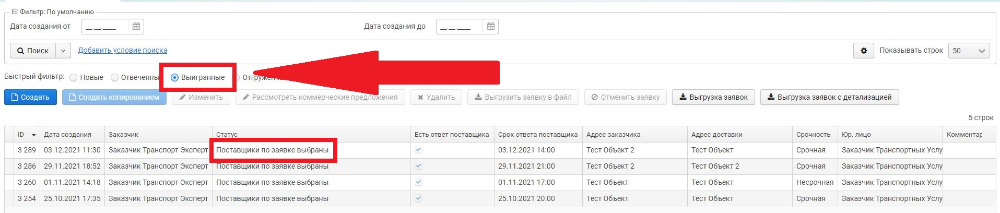 Фильтр: По умолчанию
Дата создания от __.__.____ Дата создания до __.__.____
Поиск Добавить условие поиска Показывать строк 50
Быстрый фильтр: Новые Отвеченны Выигранные
Создать Создать копированием Изменить Рассмотреть коммерческие предложения Удалить Выгрузить заявку в файл Отменить заявку Выгрузка заявок Выгрузка заявок с детализацией
5 строк
ID Дата создания Заказчик Статус Есть ответ поставщика Срок ответа поставщика Адрес заказчика Адрес доставки Срочность Юр. лицо Комментар
3 289 03.12.2021 11:30 Заказчик Транспорт Эксперт Поставщики по заявке выбраны 03.12.2021 14:00 Тест Объект 2 Тест Объект Срочная Заказчик Транспортных Услу
3 286 29.11.2021 18:52 Заказчик Транспорт Эксперт Поставщики по заявке выбраны 29.11.2021 21:00 Тест Объект 2 Тест Объект 2 Срочная Заказчик Транспортных Услу
3 260 01.11.2021 14:18 Заказчик Транспорт Эксперт Поставщики по заявке выбраны 01.11.2021 17:00 Тест Объект Тест Объект Несрочная Заказчик Транспортных Услу
3 254 25.10.2021 17:35 Заказчик Транспорт Эксперт Поставщики по заявке выбраны 25.10.2021 20:00 Тест Объект Тест Объект Срочная Заказчик Транспортных Услу